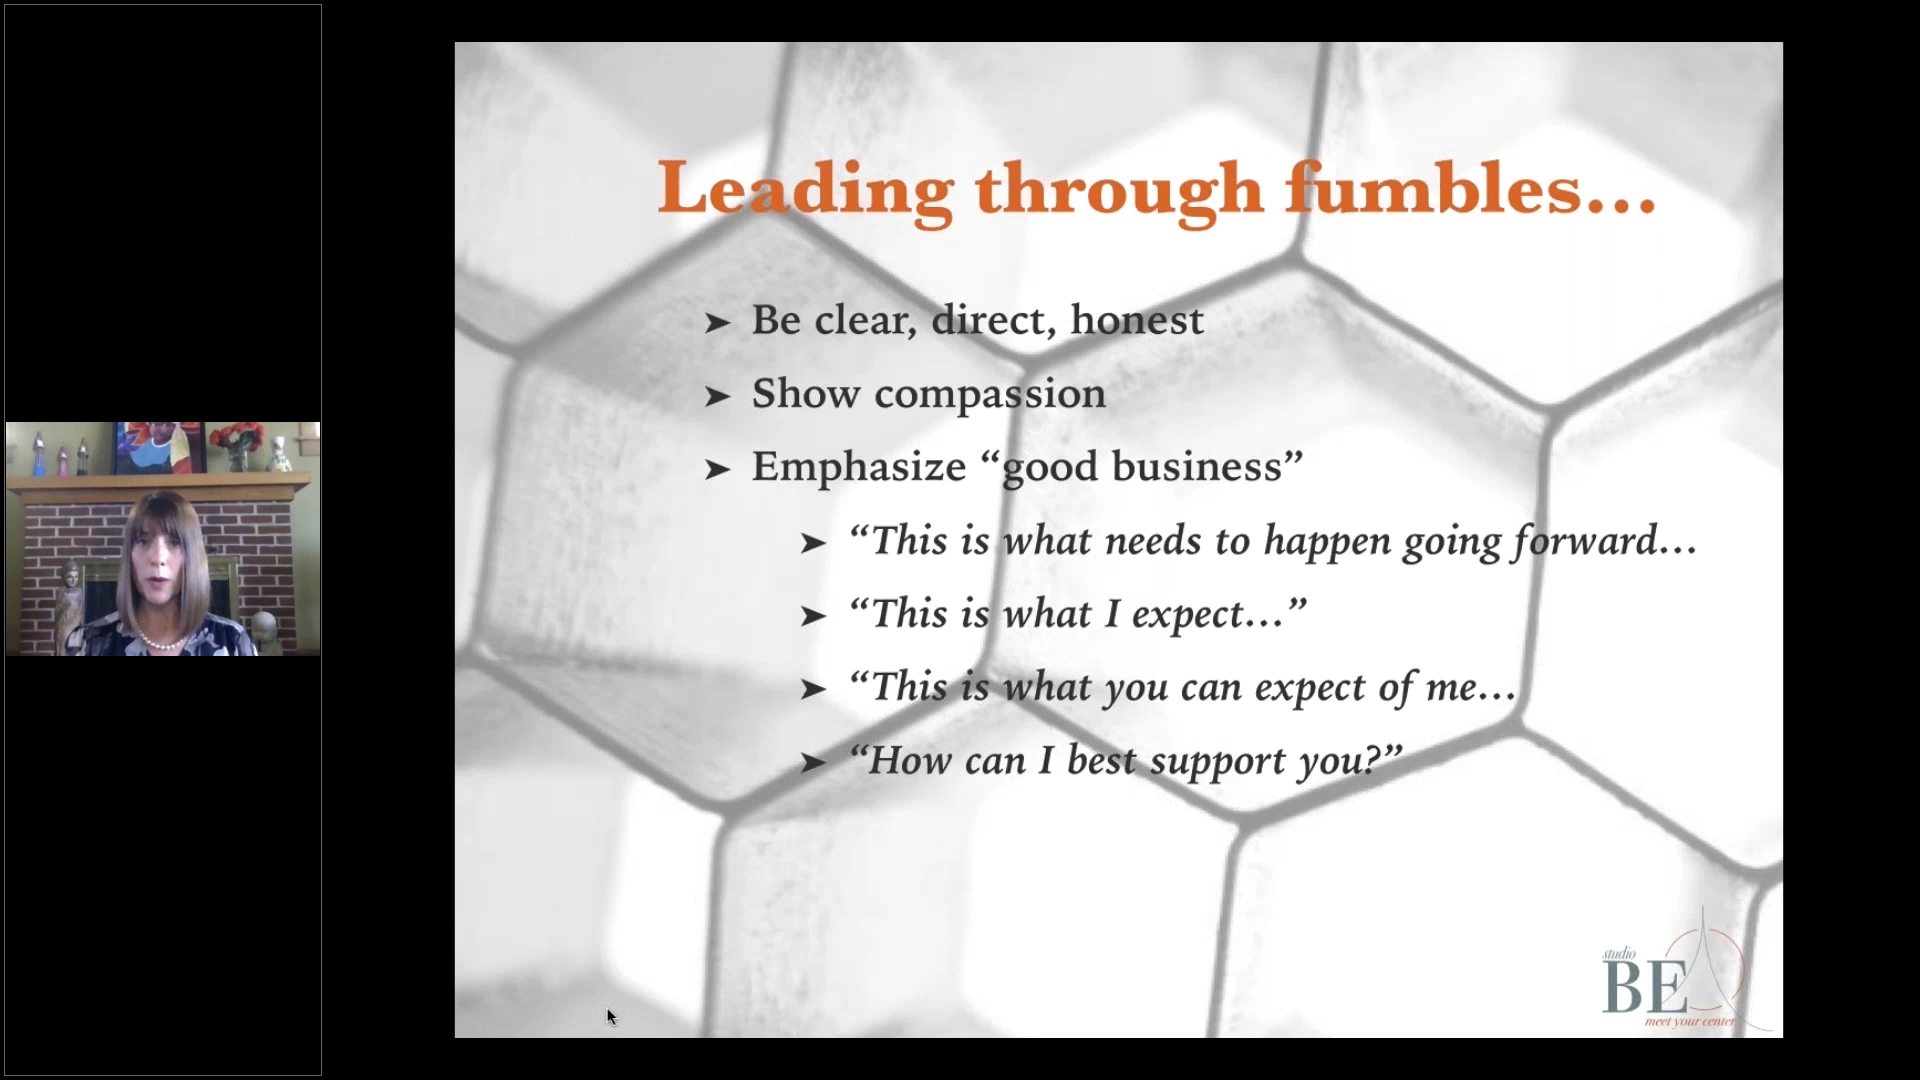 Leading through fumbles...
➤ Be clear, direct, honest
➤ Show compassion
➤ Emphasize “good business”
➤ “This is what needs to happen going forward...
➤ “This is what I expect...”
➤ “This is what you can expect of me...
➤ “How can I best support you?”
studio
BE
meet your center